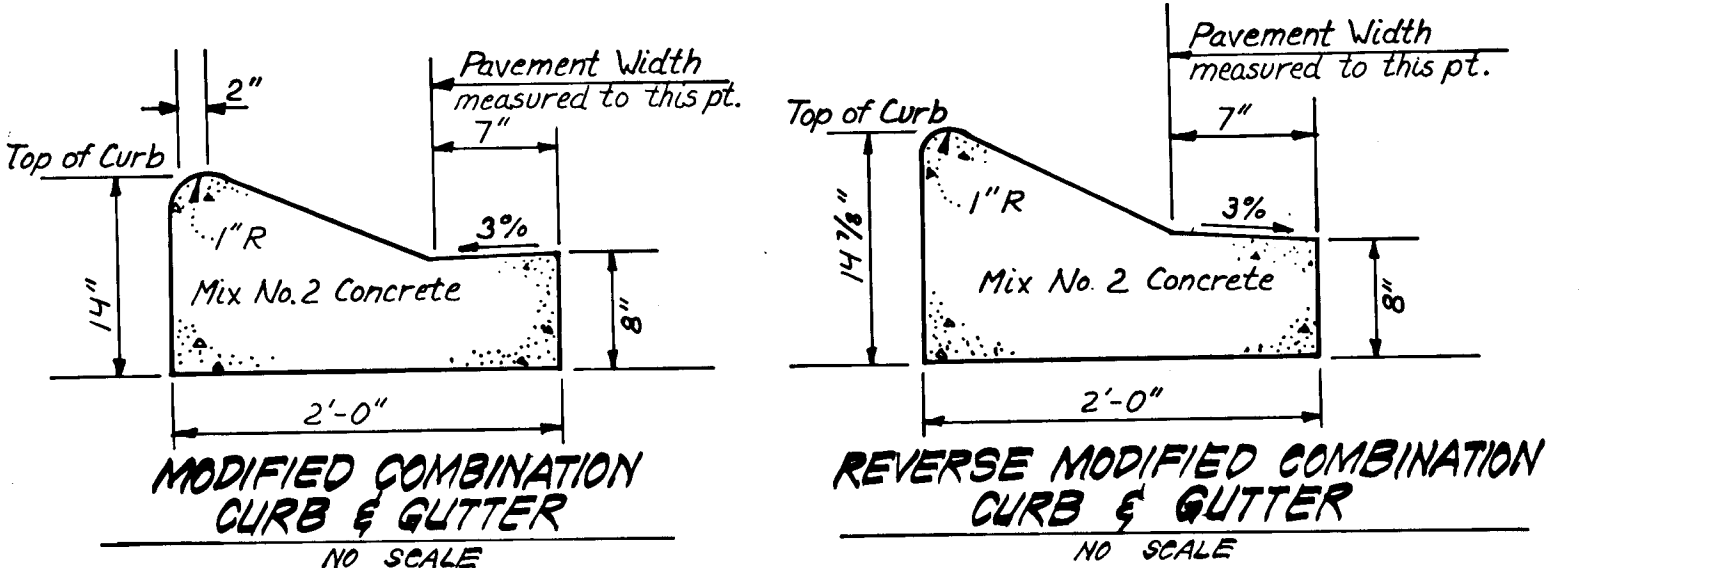 2"
Pavement Width
measured to this pt.
7"
Top of Curb
1"R
3%
Mix No. 2 Concrete
14"
8"
2'-0"
MODIFIED COMBINATION
CURB & GUTTER
NO SCALE
Pavement Width
measured to this pt.
7"
Top of Curb
1"R
3%
14 7/8"
Mix No. 2 Concrete
8"
2'-0"
REVERSE MODIFIED COMBINATION
CURB & GUTTER
NO SCALE